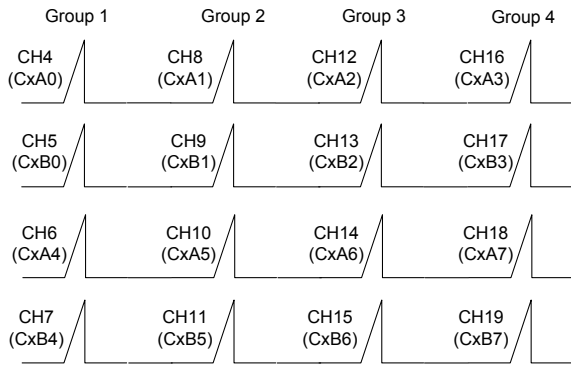 Group 1 Group 2 Group 3 Group 4
CH4 CH8 CH12 CH16
(CxA0) (CxA1) (CxA2) (CxA3)
CH5 CH9 CH13 CH17
(CxB0) (CxB1) (CxB2) (CxB3)
CH6 CH10 CH14 CH18
(CxA4) (CxA5) (CxA6) (CxA7)
CH7 CH11 CH15 CH19
(CxB4) (CxB5) (CxB6) (CxB7)